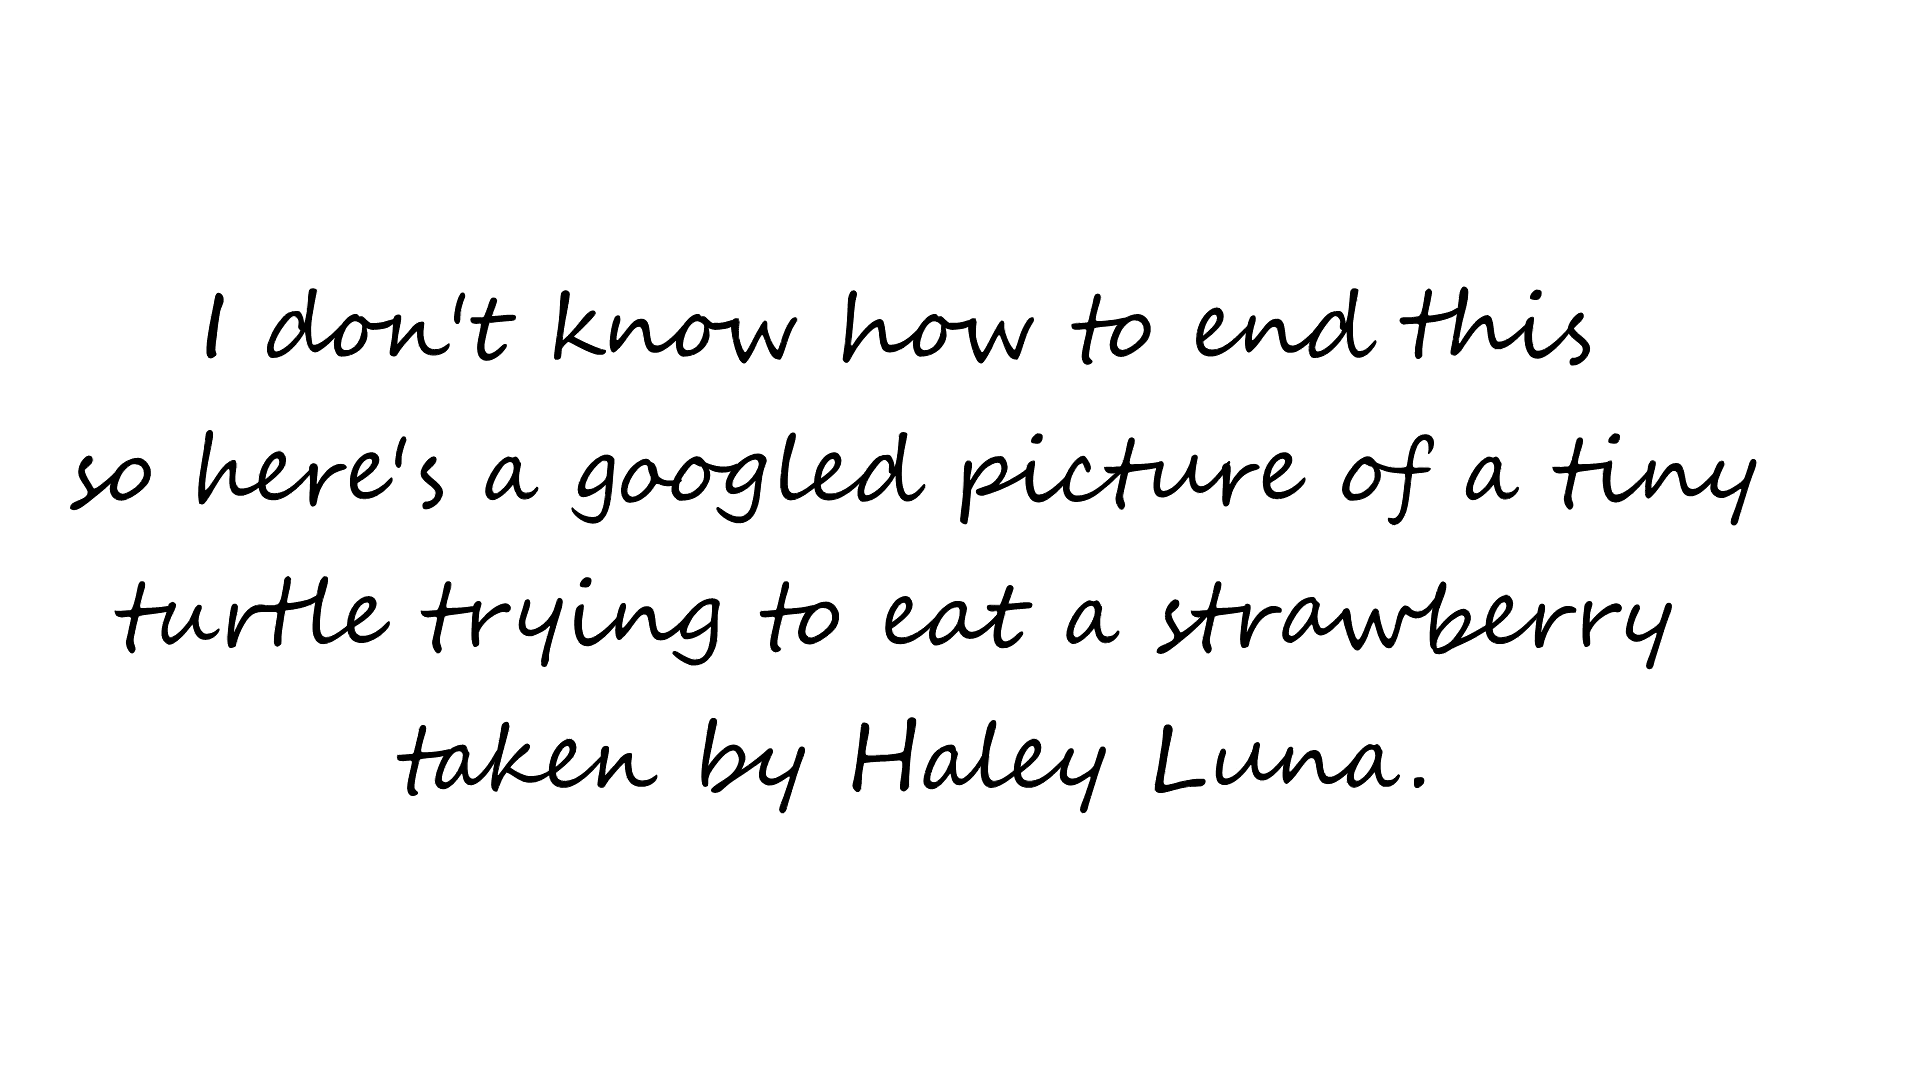 I don't know how to end this
so here's a googled picture of a tiny
turtle trying to eat a strawberry
taken by Haley Luna.